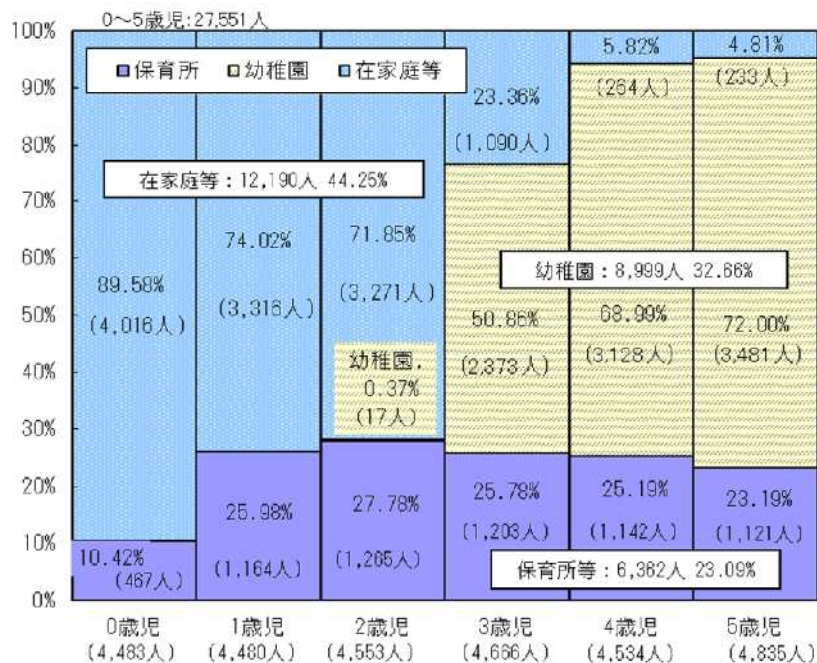 0～5歳児:27,551人
100%
90%
80%
70%
60%
50%
40%
30%
20%
10%
0%
保育所 幼稚園 在家庭等
在家庭等：12,190人 44.25%
幼稚園：8,999人 32.66%
保育所等：6,362人 23.09%
89.58%
(4,016人)
10.42%
(467人)
74.02%
(3,316人)
25.98%
(1,164人)
71.85%
(3,271人)
幼稚園,
0.37%
(17人)
27.78%
(1,265人)
23.36%
(1,090人)
50.86%
(2,373人)
25.78%
(1,203人)
5.82%
(264人)
68.99%
(3,128人)
25.19%
(1,142人)
4.81%
(233人)
72.00%
(3,481人)
23.19%
(1,121人)
0歳児 1歳児 2歳児 3歳児 4歳児 5歳児
(4,483人) (4,480人) (4,553人) (4,666人) (4,534人) (4,835人)